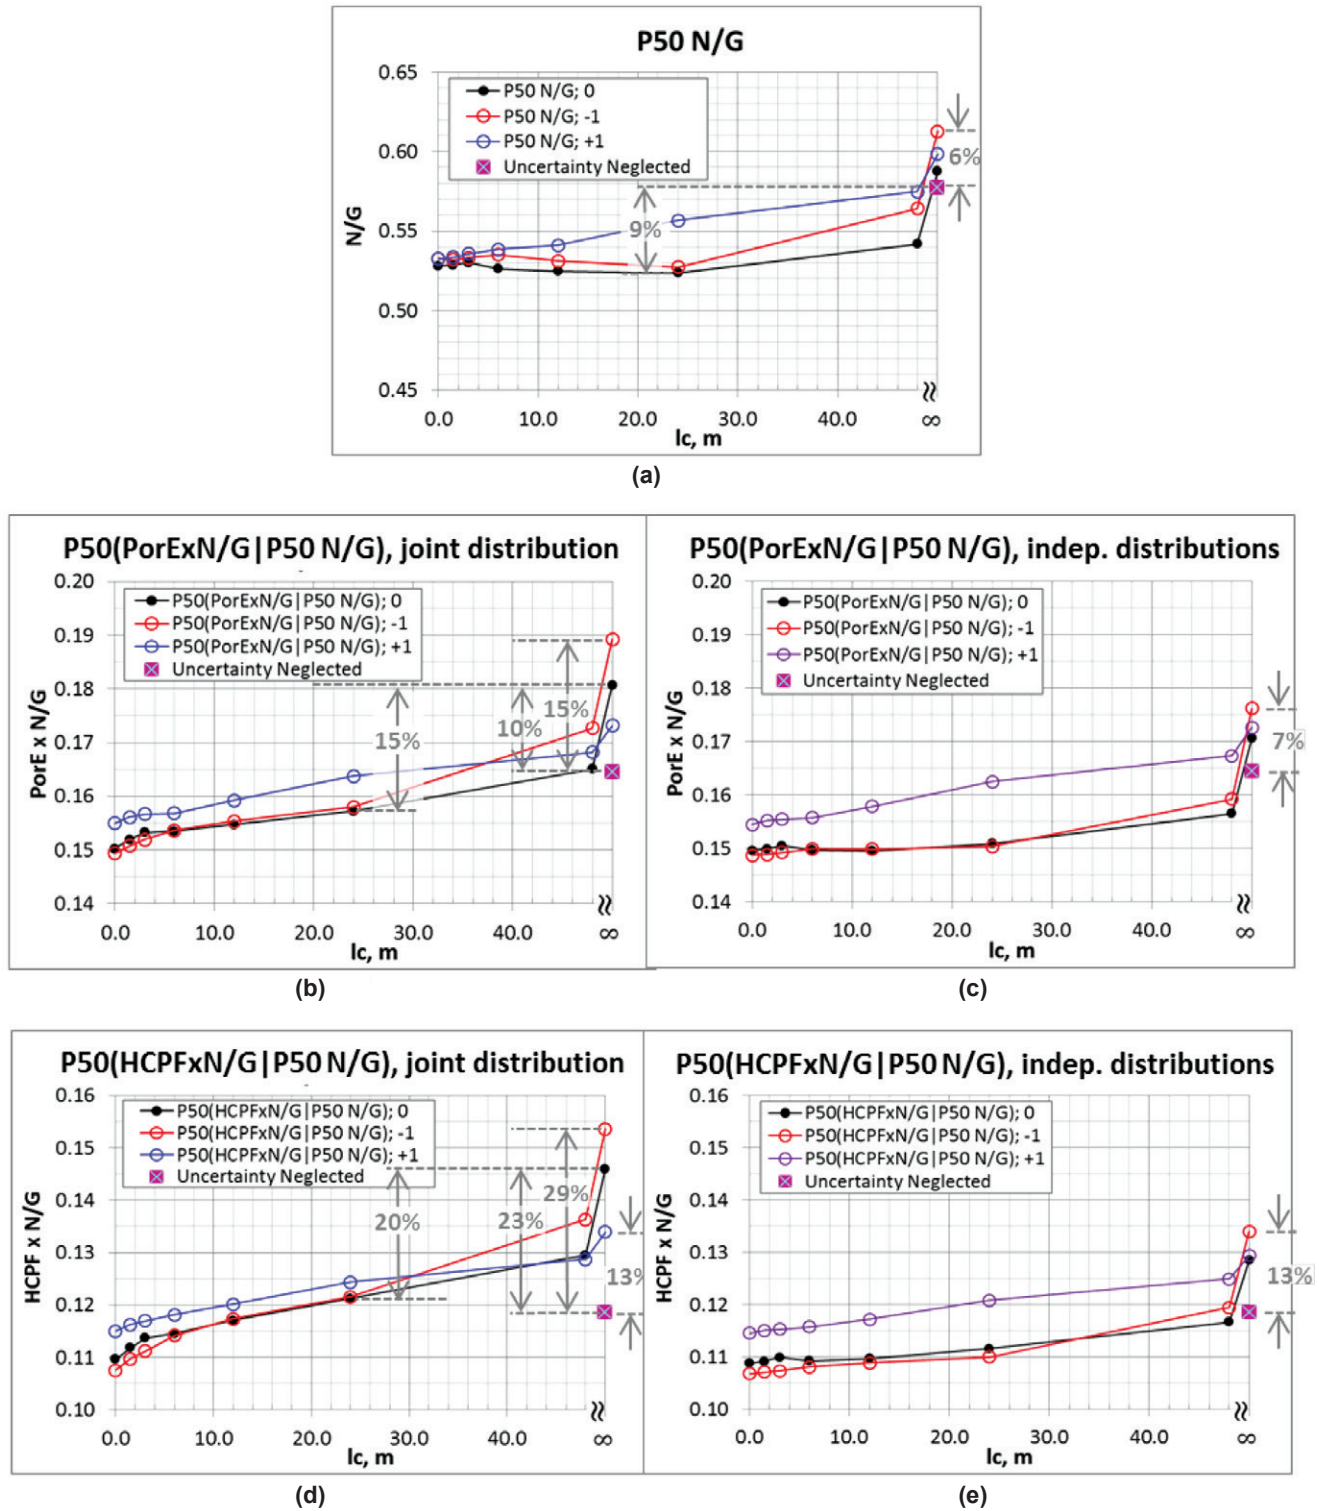 P50 N/G
0.65
0.60
0.55
0.50
0.45
N/G
P50 N/G; 0
P50 N/G; -1
P50 N/G; +1
Uncertainty Neglected
6%
9%
0.0 10.0 20.0 30.0 40.0 ∞
lc, m
(a)
P50(PorExN/G|P50 N/G), joint distribution
0.20
0.19
0.18
0.17
0.16
0.15
0.14
PorE x N/G
P50(PorExN/G|P50 N/G); 0
P50(PorExN/G|P50 N/G); -1
P50(PorExN/G|P50 N/G); +1
Uncertainty Neglected
15%
10%
15%
0.0 10.0 20.0 30.0 40.0 ∞
lc, m
(b)
P50(PorExN/G|P50 N/G), indep. distributions
0.20
0.19
0.18
0.17
0.16
0.15
0.14
PorE x N/G
P50(PorExN/G|P50 N/G); 0
P50(PorExN/G|P50 N/G); -1
P50(PorExN/G|P50 N/G); +1
Uncertainty Neglected
7%
0.0 10.0 20.0 30.0 40.0 ∞
lc, m
(c)
P50(HCPFxN/G|P50 N/G), joint distribution
0.16
0.15
0.14
0.13
0.12
0.11
0.10
HCPF x N/G
P50(HCPFxN/G|P50 N/G); 0
P50(HCPFxN/G|P50 N/G); -1
P50(HCPFxN/G|P50 N/G); +1
Uncertainty Neglected
29%
20%
23%
13%
0.0 10.0 20.0 30.0 40.0 ∞
lc, m
(d)
P50(HCPFxN/G|P50 N/G), indep. distributions
0.16
0.15
0.14
0.13
0.12
0.11
0.10
HCPF x N/G
P50(HCPFxN/G|P50 N/G); 0
P50(HCPFxN/G|P50 N/G); -1
P50(HCPFxN/G|P50 N/G); +1
Uncertainty Neglected
13%
0.0 10.0 20.0 30.0 40.0 ∞
lc, m
(e)